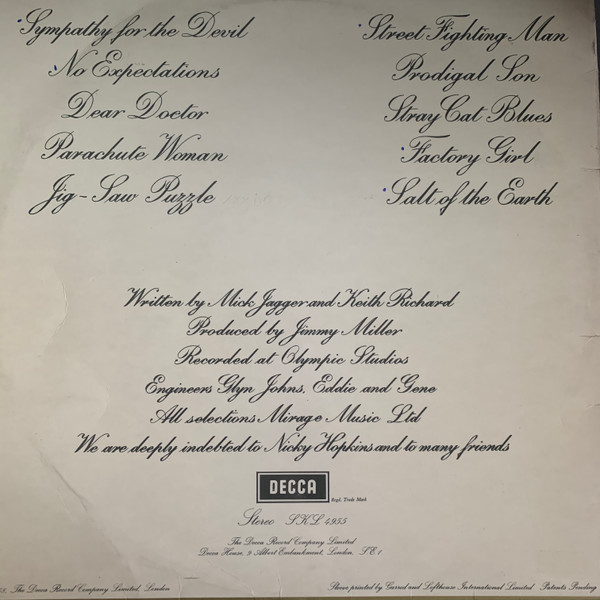 Sympathy for the Devil
No Expectations
Dear Doctor
Parachute Woman
Jig-Saw Puzzle
Street Fighting Man
Prodigal Son
Stray Cat Blues
Factory Girl
Salt of the Earth
Written by Mick Jagger and Keith Richard
Produced by Jimmy Miller
Recorded at Olympic Studios
Engineers Glyn Johns, Eddie and Gene
All selections Mirage Music Ltd
We are deeply indebted to Nicky Hopkins and to many friends
DECCA
Regd. Trade Mark
Stereo SKL 4955
The Decca Record Company Limited
Decca House, 9 Albert Embankment, London, S.E.1.
The Decca Record Company Limited, London
Sleeve printed by Garrod and Lofthouse International Limited Patents Pending